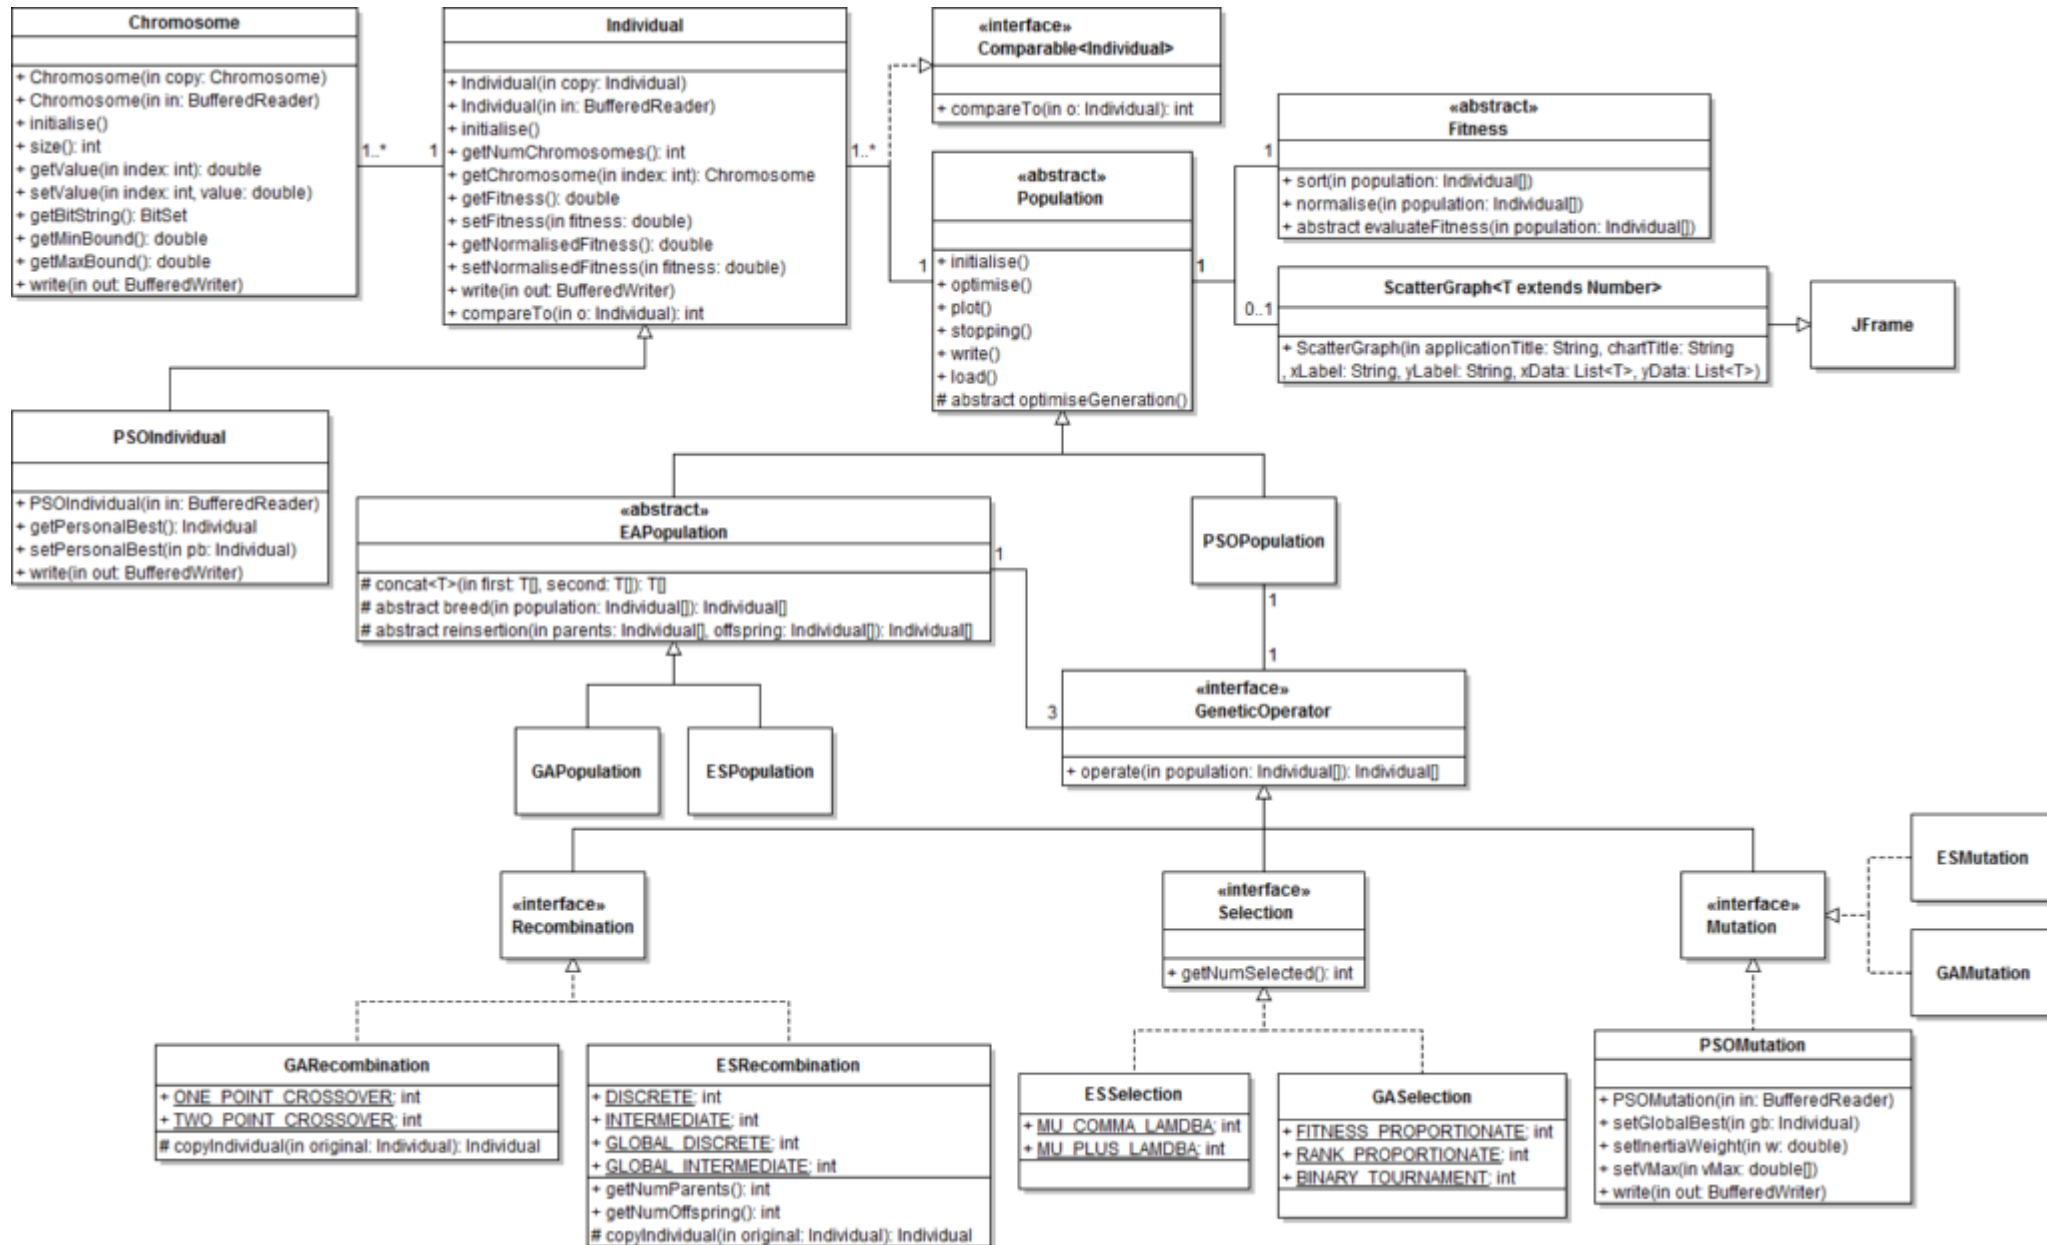 Chromosome
+ Chromosome(in copy: Chromosome)
+ Chromosome(in in: BufferedReader)
+ initialise()
+ size(): int
+ getValue(in index: int): double
+ setValue(in index: int, value: double)
+ getBitString(): BitSet
+ getMinBound(): double
+ getMaxBound(): double
+ write(in out: BufferedWriter)
1..*
1
Individual
+ Individual(in copy: Individual)
+ Individual(in in: BufferedReader)
+ initialise()
+ getNumChromosomes(): int
+ getChromosome(in index: int): Chromosome
+ getFitness(): double
+ setFitness(in fitness: double)
+ getNormalisedFitness(): double
+ setNormalisedFitness(in fitness: double)
+ write(in out: BufferedWriter)
+ compareTo(in o: Individual): int
1..*
1
«interface»
Comparable<Individual>
+ compareTo(in o: Individual): int
«abstract»
Population
+ initialise()
+ optimise()
+ plot()
+ stopping()
+ write()
+ load()
# abstract optimiseGeneration()
1
1
0..1
«abstract»
Fitness
+ sort(in population: Individual[])
+ normalise(in population: Individual[])
+ abstract evaluateFitness(in population: Individual[])
ScatterGraph<T extends Number>
+ ScatterGraph(in applicationTitle: String, chartTitle: String
, xLabel: String, yLabel: String, xData: List<T>, yData: List<T>)
JFrame
PSOIndividual
+ PSOIndividual(in in: BufferedReader)
+ getPersonalBest(): Individual
+ setPersonalBest(in pb: Individual)
+ write(in out: BufferedWriter)
«abstract»
EAPopulation
# concat<T>(in first: T[], second: T[]): T[]
# abstract breed(in population: Individual[]): Individual[]
# abstract reinsertion(in parents: Individual[], offspring: Individual[]): Individual[]
1
3
PSOPopulation
1
1
GAPopulation
ESPopulation
«interface»
GeneticOperator
+ operate(in population: Individual[]): Individual[]
«interface»
Recombination
«interface»
Selection
+ getNumSelected(): int
«interface»
Mutation
ESMutation
GAMutation
GARecombination
+ ONE_POINT_CROSSOVER: int
+ TWO_POINT_CROSSOVER: int
# copyIndividual(in original: Individual): Individual
ESRecombination
+ DISCRETE: int
+ INTERMEDIATE: int
+ GLOBAL_DISCRETE: int
+ GLOBAL_INTERMEDIATE: int
+ getNumParents(): int
+ getNumOffspring(): int
# copyIndividual(in original: Individual): Individual
ESSelection
+ MU_COMMA_LAMDBA: int
+ MU_PLUS_LAMDBA: int
GASelection
+ FITNESS_PROPORTIONATE: int
+ RANK_PROPORTIONATE: int
+ BINARY_TOURNAMENT: int
PSOMutation
+ PSOMutation(in in: BufferedReader)
+ setGlobalBest(in gb: Individual)
+ setInertiaWeight(in w: double)
+ setVMax(in vMax: double[])
+ write(in out: BufferedWriter)